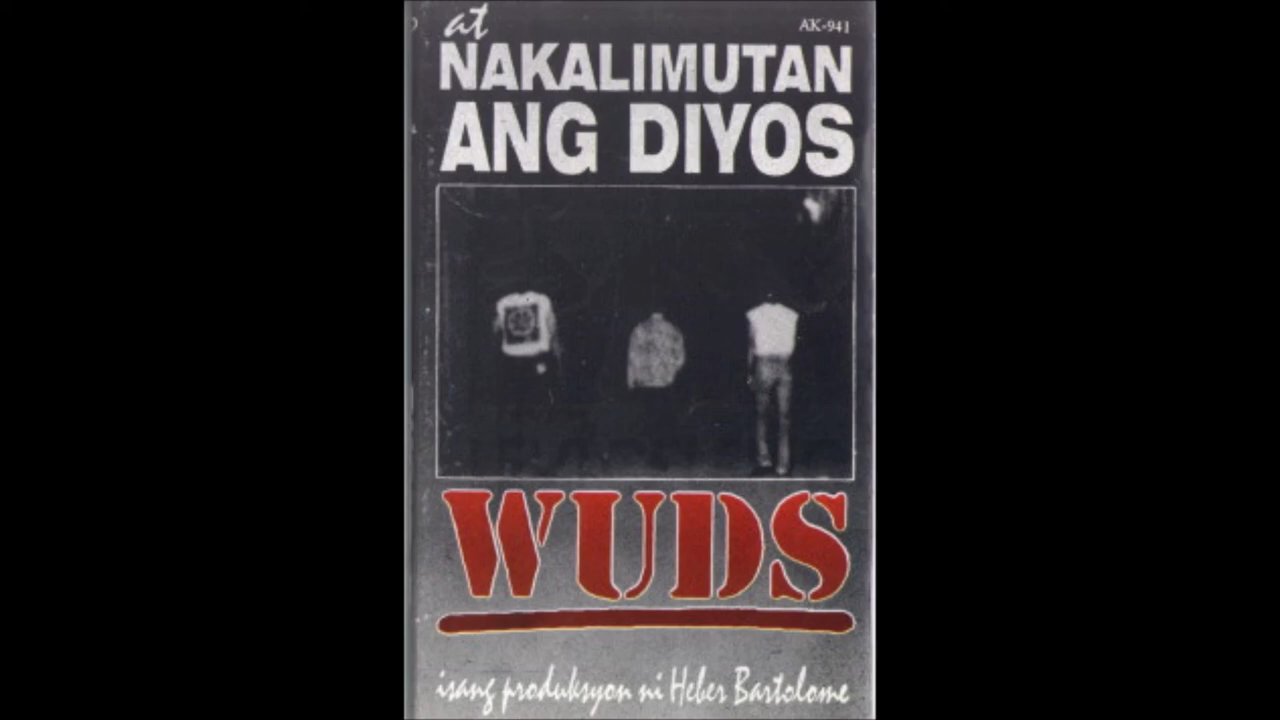 at
AK-941
NAKALIMUTAN
ANG DIYOS
WUDS
isang produksyon ni Heber Bartolome